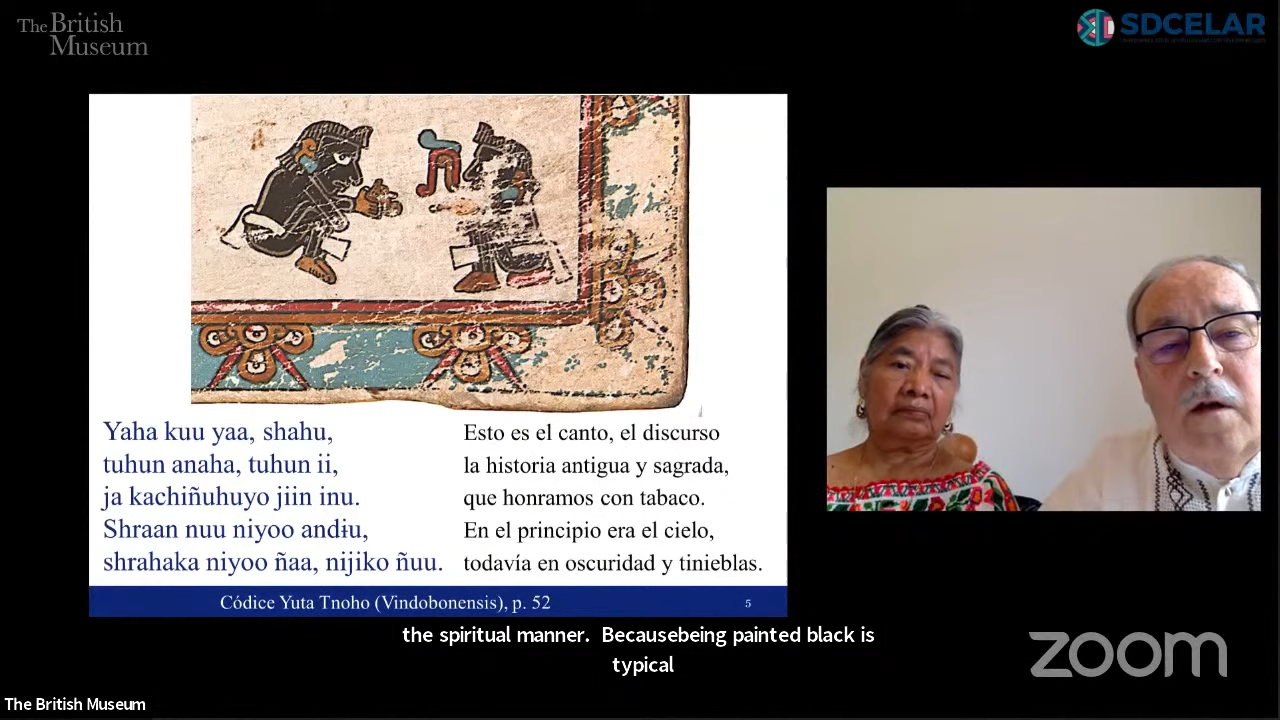 The British
Museum
SDCELAR
Yaha kuu yaa, shahu,
tuhun anaha, tuhun ii,
ja kachiñuhuyo jiin inu.
Shraan nuu niyoo andɨu,
shrahaka niyoo ñaa, nijiko ñuu.
Esto es el canto, el discurso
la historia antigua y sagrada,
que honramos con tabaco.
En el principio era el cielo,
todavía en oscuridad y tinieblas.
Códice Yuta Tnoho (Vindobonensis), p. 52
5
the spiritual manner.  Becausebeing painted black is
typical
zoom
The British Museum